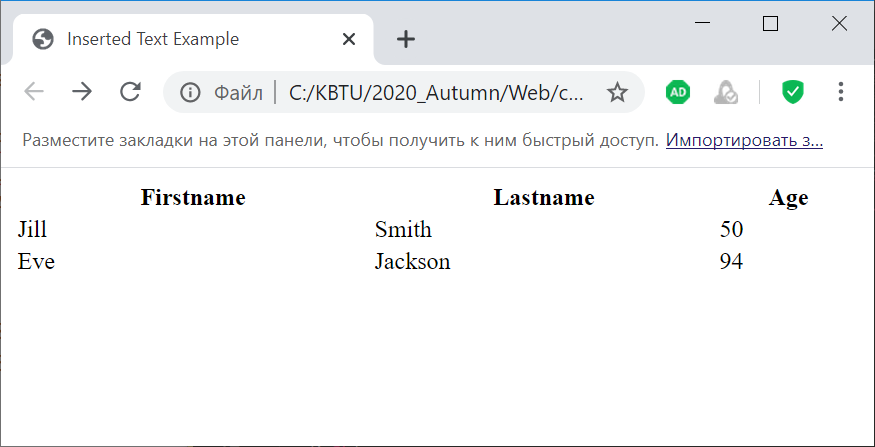 Inserted Text Example
Файл | C:/KBTU/2020_Autumn/Web/c...
AD
Разместите закладки на этой панели, чтобы получить к ним быстрый доступ. Импортировать з...
Firstname Lastname Age
Jill Smith 50
Eve Jackson 94